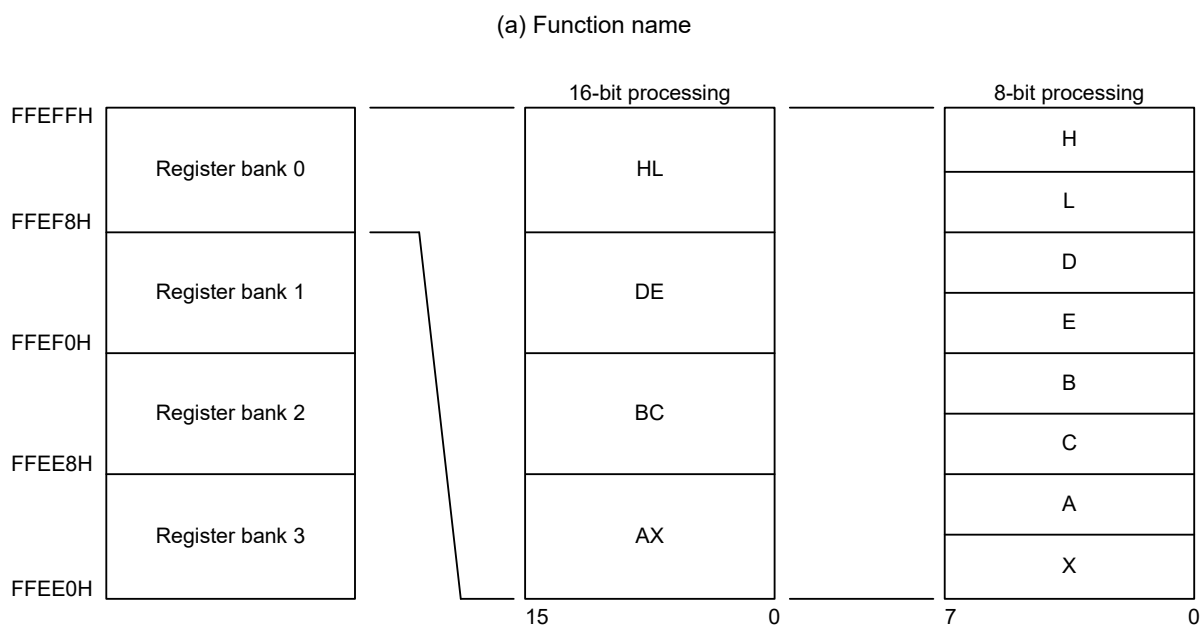 (a) Function name
16-bit processing
8-bit processing
FFEFFH
Register bank 0
HL
H
L
FFEF8H
Register bank 1
DE
D
E
FFEF0H
Register bank 2
BC
B
C
FFEE8H
Register bank 3
AX
A
X
FFEE0H
15
0
7
0